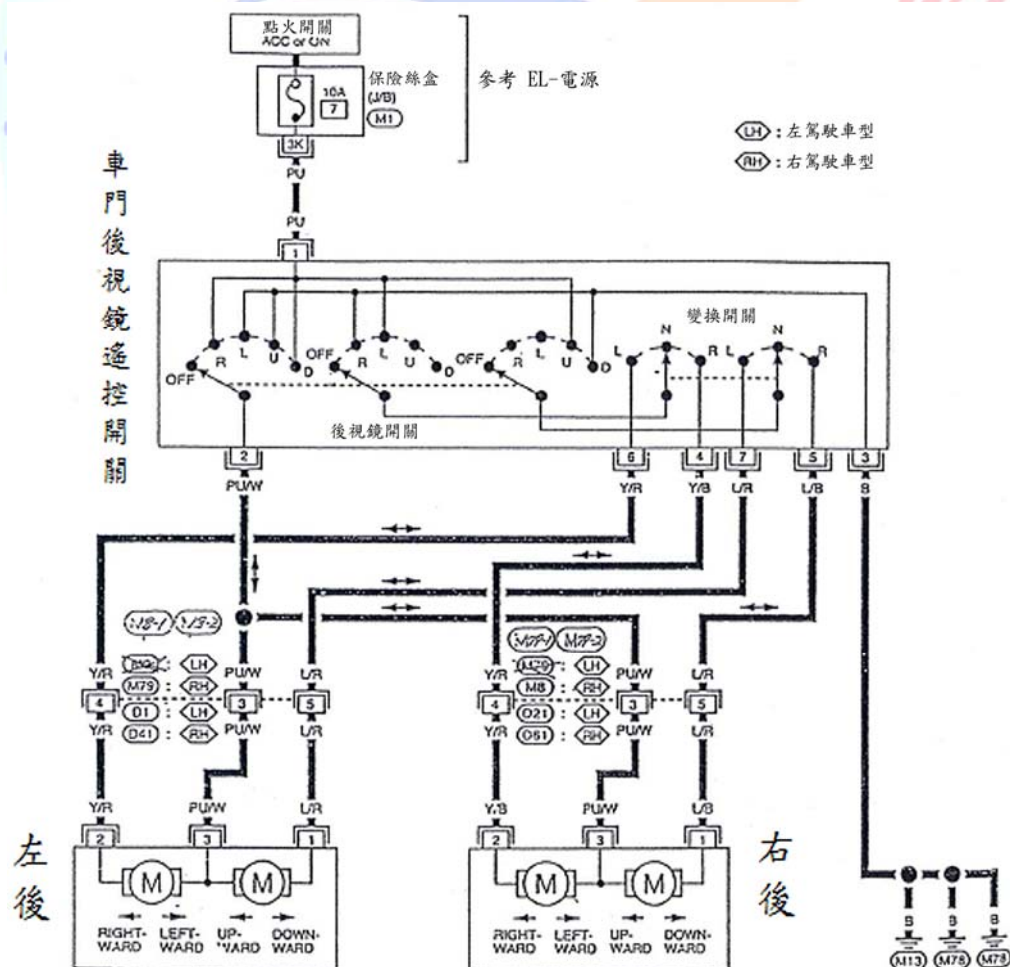 點火開關
ACC or ON
保險絲盒
10A
7
(J/B)
M1
參考 EL-電源
LH : 左駕駛車型
RH : 右駕駛車型
3K
PU
PU
1
車門後視鏡遙控開關
變換開關
OFF R L U D
OFF R L U D
OFF R L U D
L N R
L N R
後視鏡開關
2 6 4 7 5 3
PU/W Y/R Y/B L/R L/B B
M79 : RH
D1 : LH
D41 : RH
M8 : RH
D21 : LH
D61 : RH
Y/R PU/W L/R Y/R PU/W L/R
4 3 5 4 3 5
Y/R PU/W L/R Y/R PU/W L/R
Y/R PU/W L/R Y/B PU/W L/B
2 3 1 2 3 1
左後
M M
RIGHT-WARD LEFT-WARD UP-WARD DOWN-WARD
右後
M M
RIGHT-WARD LEFT-WARD UP-WARD DOWN-WARD
B B B
M13 M78 M78